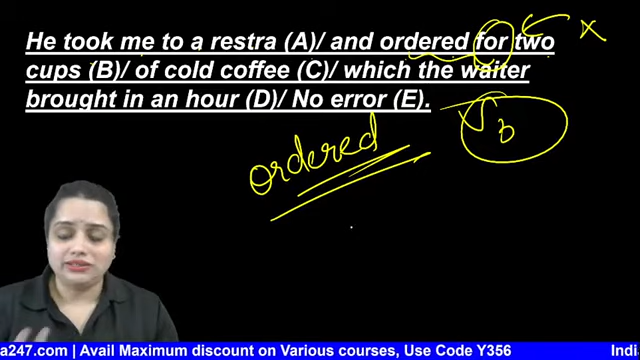 He took me to a restra (A)/ and ordered for two
cups (B)/ of cold coffee (C)/ which the waiter
brought in an hour (D)/ No error (E).
ordered
b
a247.com | Avail Maximum discount on Various courses, Use Code Y356
Indi